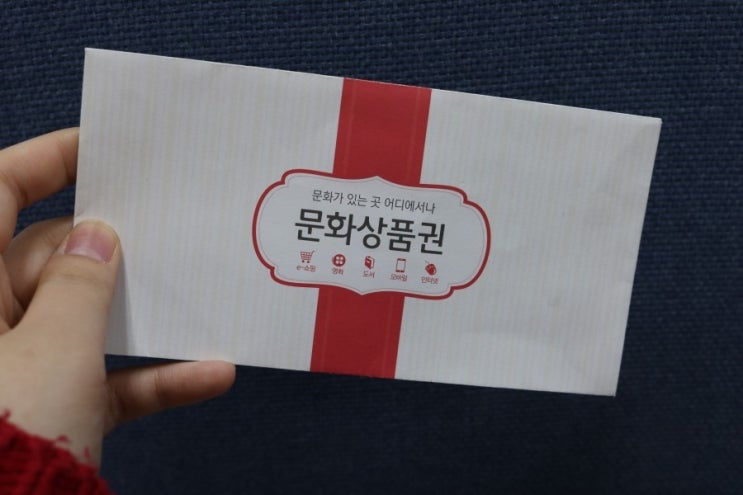 문화가 있는 곳 어디에서나
문화상품권
e-쇼핑 영화 도서 모바일 인터넷